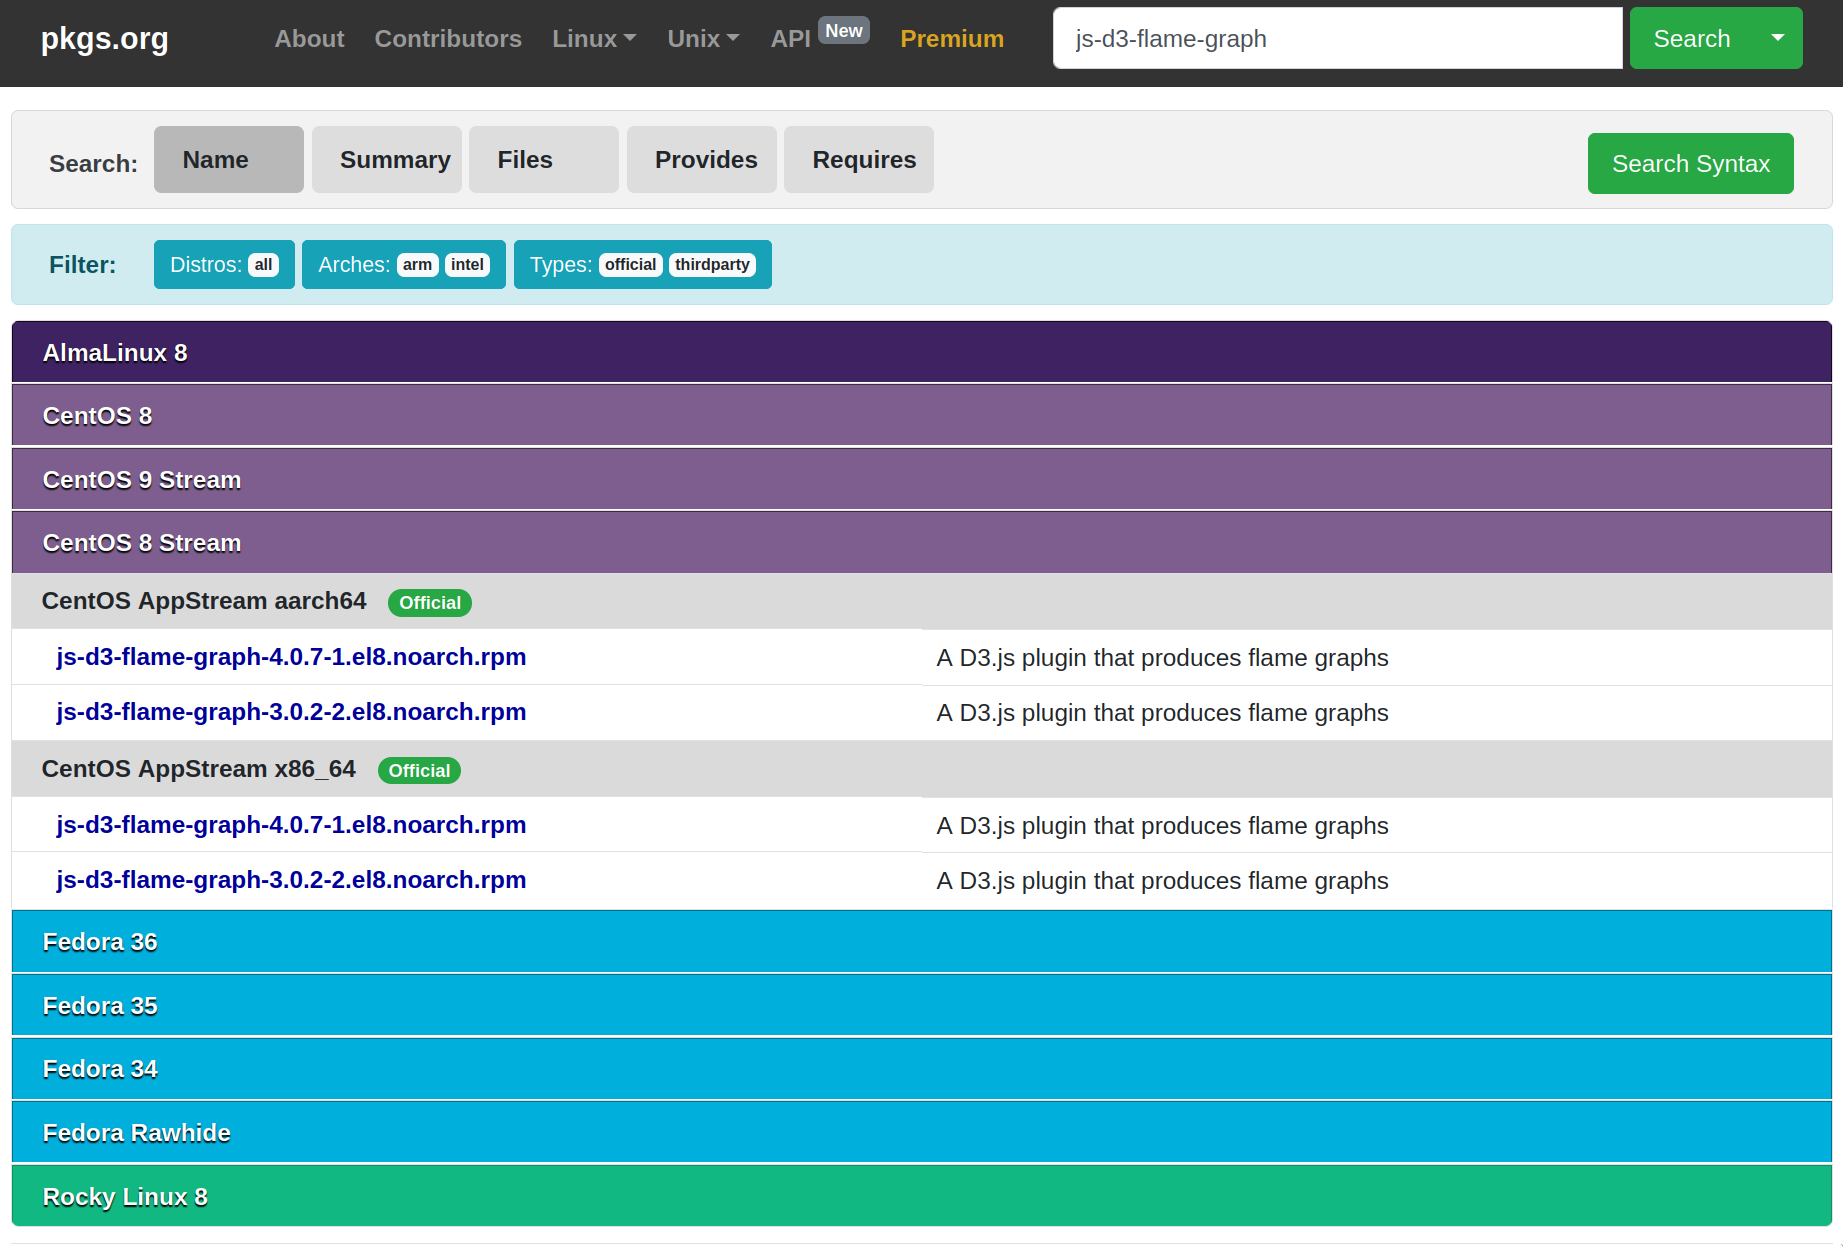 pkgs.org About Contributors Linux Unix API New Premium js-d3-flame-graph Search
Search: Name Summary Files Provides Requires Search Syntax
Filter: Distros: all Arches: arm intel Types: official thirdparty
AlmaLinux 8
CentOS 8
CentOS 9 Stream
CentOS 8 Stream
CentOS AppStream aarch64 Official
js-d3-flame-graph-4.0.7-1.el8.noarch.rpm A D3.js plugin that produces flame graphs
js-d3-flame-graph-3.0.2-2.el8.noarch.rpm A D3.js plugin that produces flame graphs
CentOS AppStream x86_64 Official
js-d3-flame-graph-4.0.7-1.el8.noarch.rpm A D3.js plugin that produces flame graphs
js-d3-flame-graph-3.0.2-2.el8.noarch.rpm A D3.js plugin that produces flame graphs
Fedora 36
Fedora 35
Fedora 34
Fedora Rawhide
Rocky Linux 8